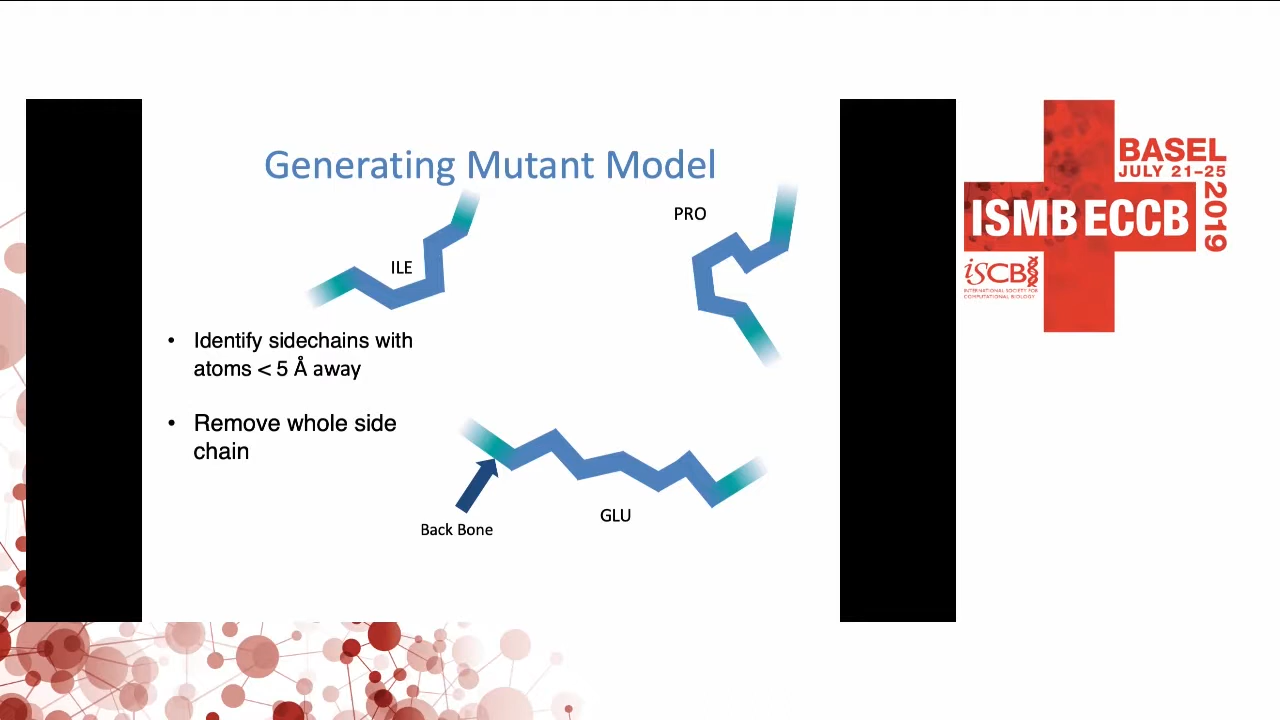 Generating Mutant Model
PRO
ILE
• Identify sidechains with
atoms < 5 Å away
• Remove whole side
chain
Back Bone
GLU
BASEL
JULY 21–25
2019
ISMB ECCB
iSCB
INTERNATIONAL SOCIETY FOR
COMPUTATIONAL BIOLOGY